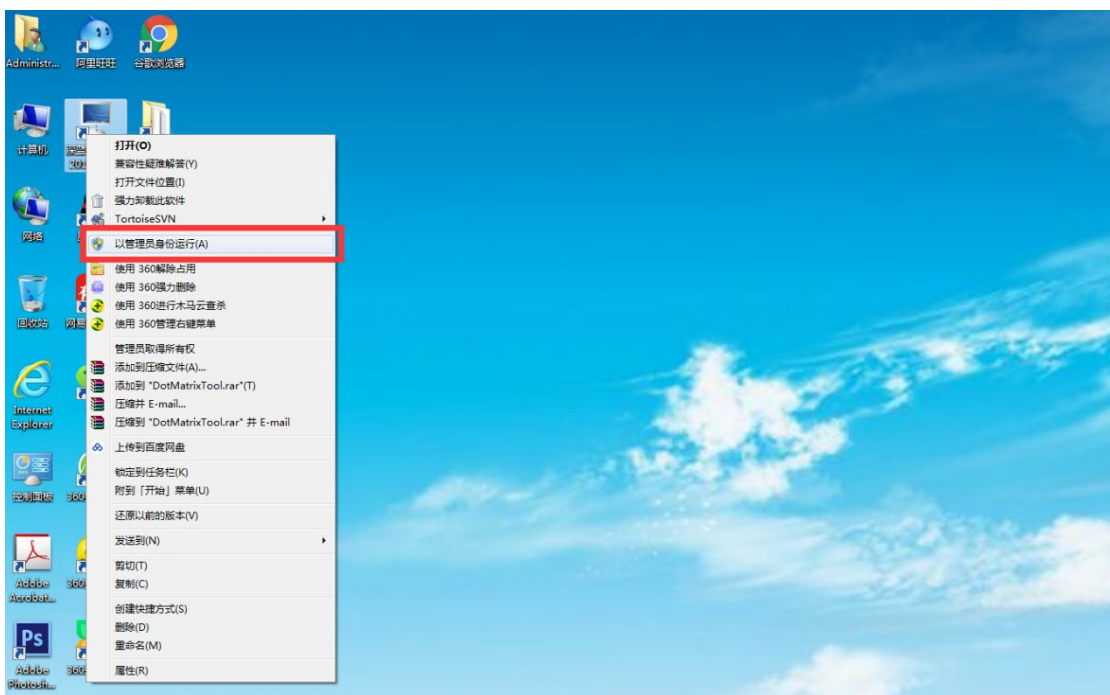 Administr...
阿里旺旺
谷歌浏览器
计算机
网络
回收站
网易
Internet
Explorer
控制面板
360
Adobe
Acrobat...
360
Ps
Adobe
Photosh...
360
打开(O)
兼容性疑难解答(Y)
打开文件位置(I)
强力卸载此软件
TortoiseSVN
以管理员身份运行(A)
使用 360解除占用
使用 360强力删除
使用 360进行木马云查杀
使用 360管理右键菜单
管理员取得所有权
添加到压缩文件(A)...
添加到 "DotMatrixTool.rar"(T)
压缩并 E-mail...
压缩到 "DotMatrixTool.rar" 并 E-mail
上传到百度网盘
锁定到任务栏(K)
附到「开始」菜单(U)
还原以前的版本(V)
发送到(N)
剪切(T)
复制(C)
创建快捷方式(S)
删除(D)
重命名(M)
属性(R)